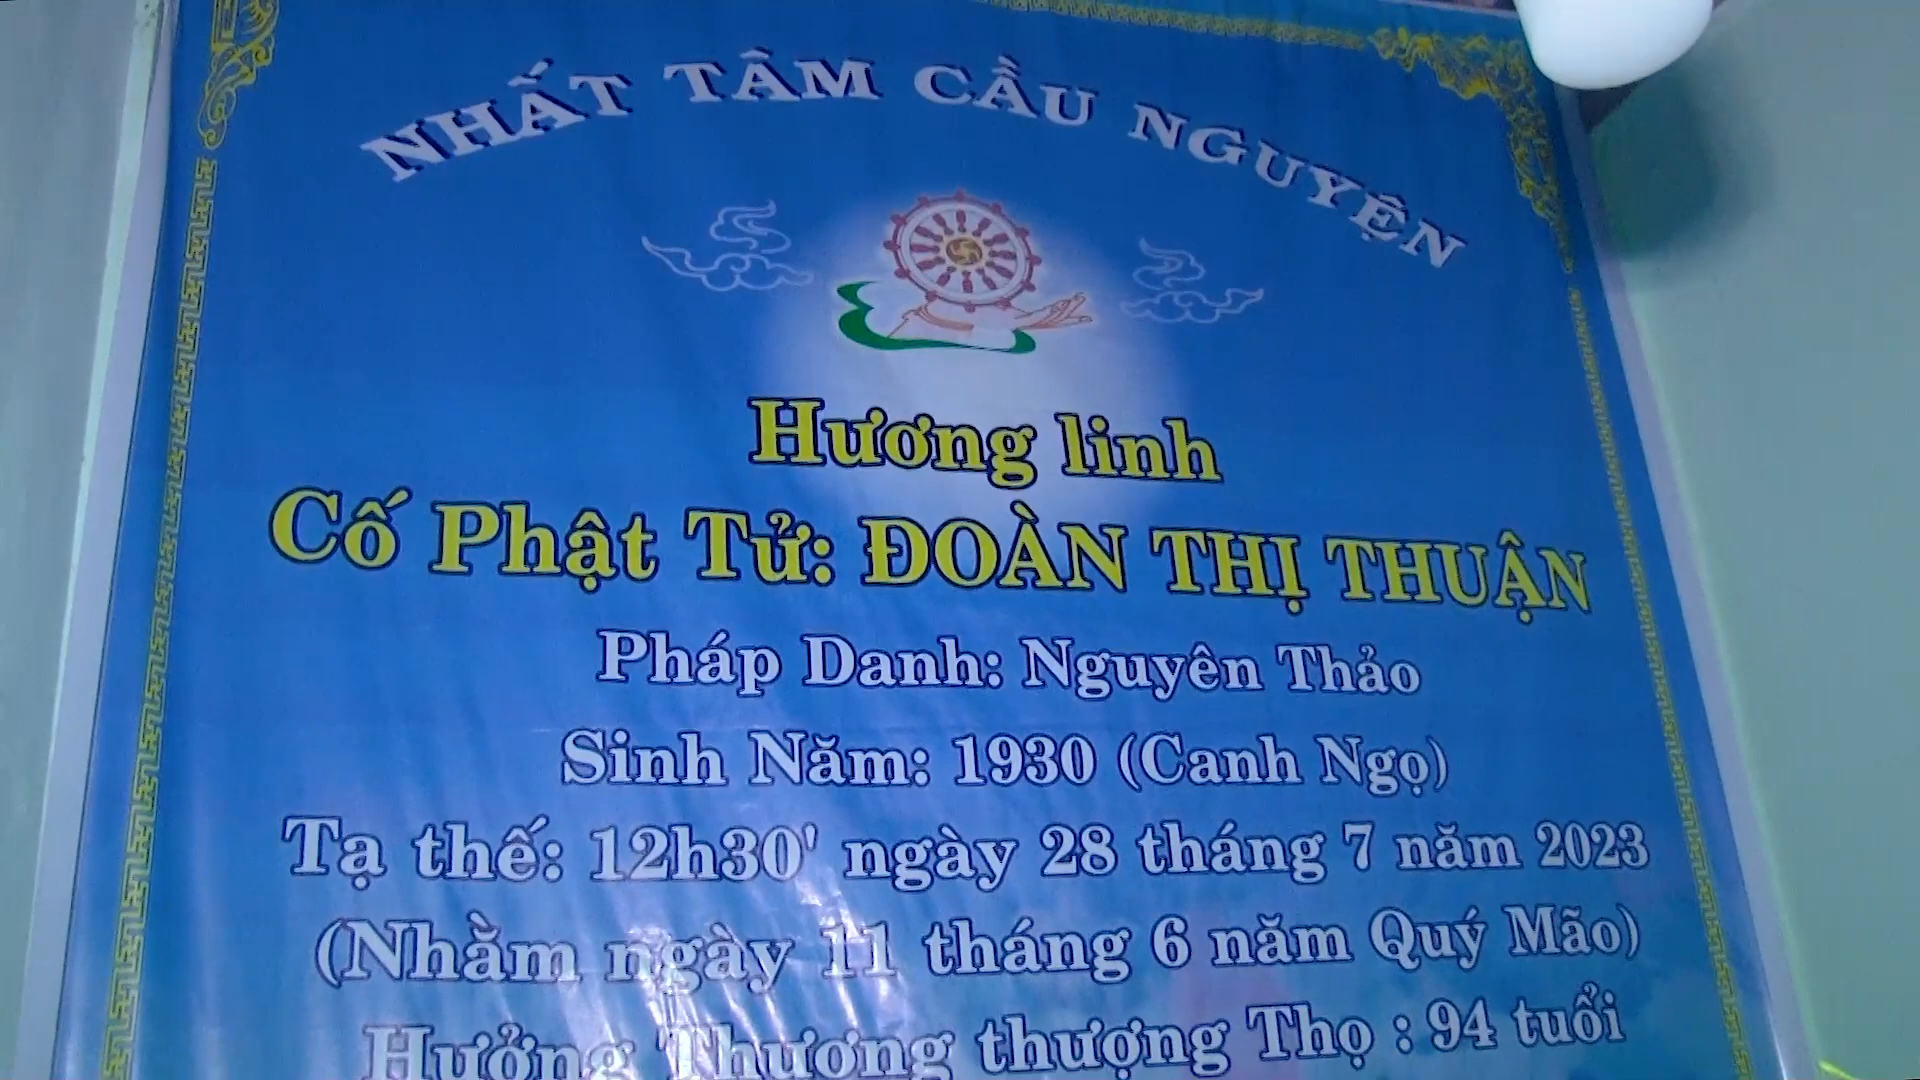 NHẤT TÂM CẦU NGUYỆN
Hương linh
Cố Phật Tử: ĐOÀN THỊ THUẬN
Pháp Danh: Nguyên Thảo
Sinh Năm: 1930 (Canh Ngọ)
Tạ thế: 12h30' ngày 28 tháng 7 năm 2023
(Nhằm ngày 11 tháng 6 năm Quý Mão)
Hưởng Thượng thượng Thọ : 94 tuổi